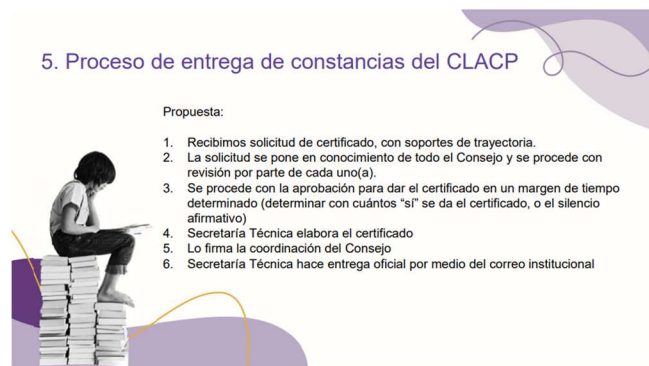 5. Proceso de entrega de constancias del CLACP
Propuesta:
1. Recibimos solicitud de certificado, con soportes de trayectoria.
2. La solicitud se pone en conocimiento de todo el Consejo y se procede con
revisión por parte de cada uno(a).
3. Se procede con la aprobación para dar el certificado en un margen de tiempo
determinado (determinar con cuántos “sí” se da el certificado, o el silencio
afirmativo)
4. Secretaría Técnica elabora el certificado
5. Lo firma la coordinación del Consejo
6. Secretaría Técnica hace entrega oficial por medio del correo institucional